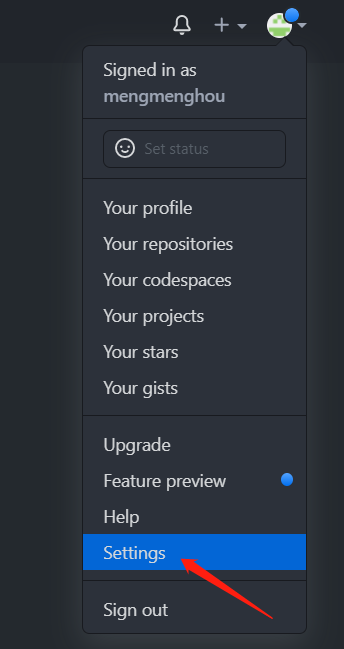 Signed in as
mengmenghou
Set status
Your profile
Your repositories
Your codespaces
Your projects
Your stars
Your gists
Upgrade
Feature preview
Help
Settings
Sign out